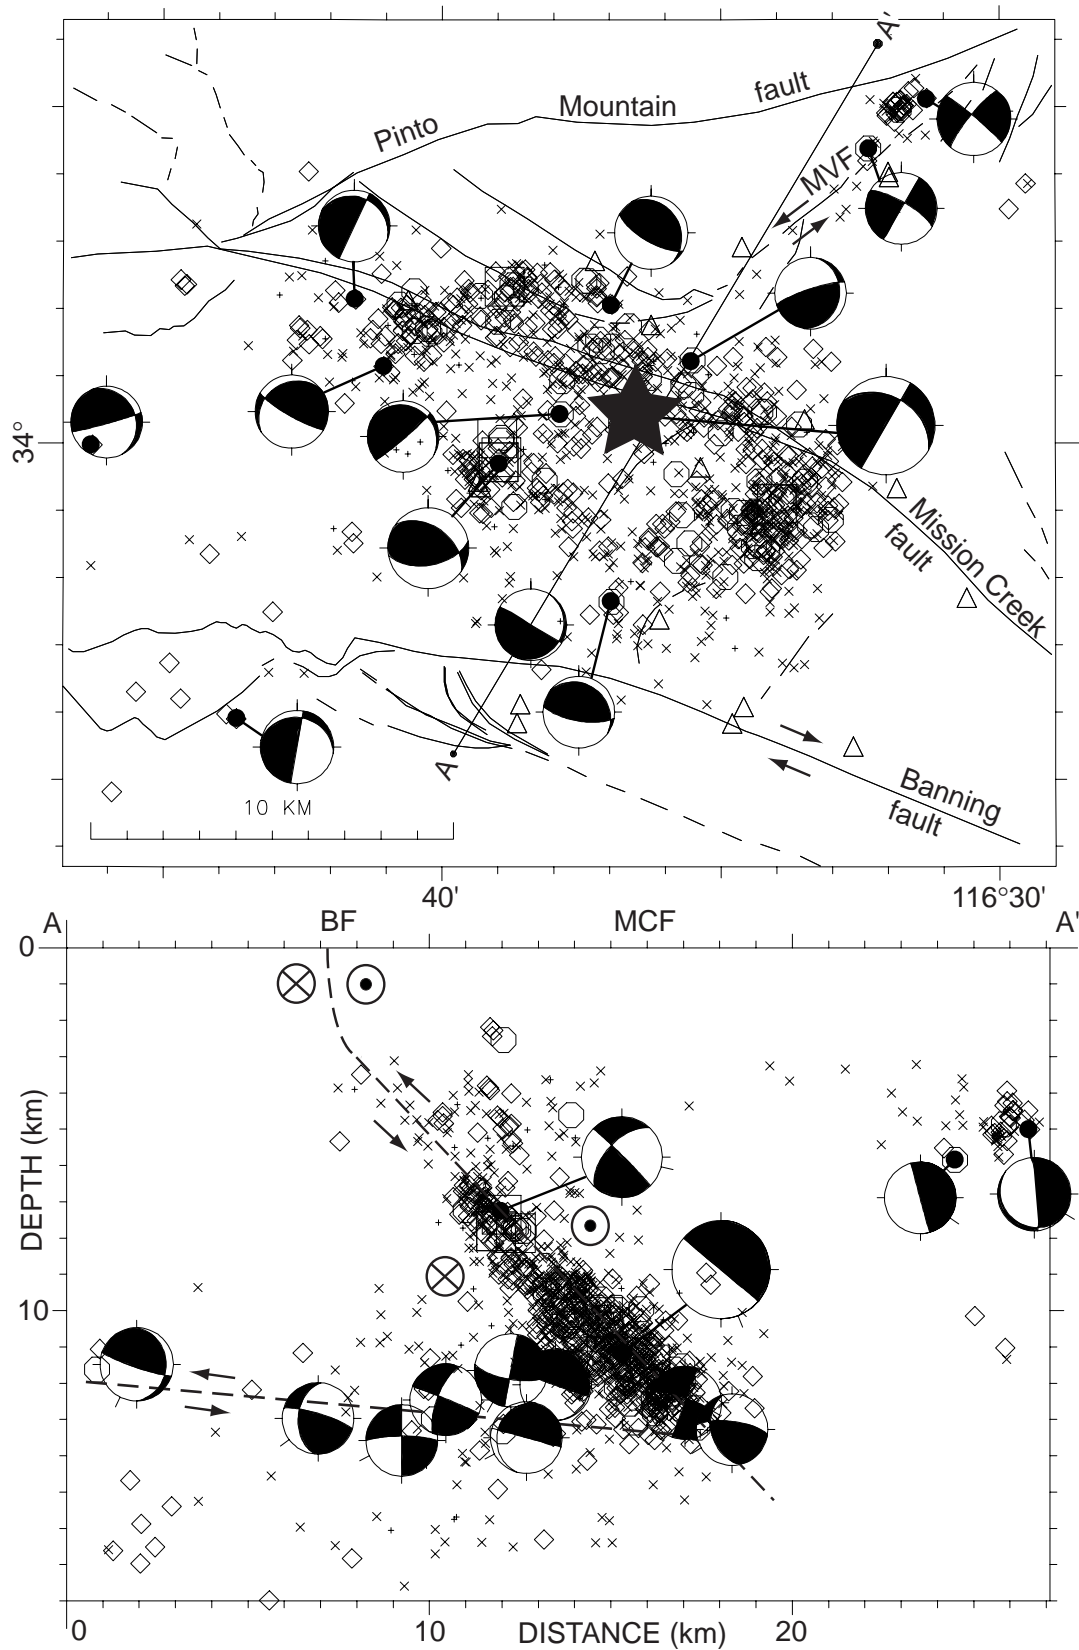 A'
Pinto Mountain fault
MVF
34°
Mission Creek
fault
A
10 KM
Banning
fault
40'
116°30'
A
BF
MCF
A'
0
DEPTH (km)
10
0
10
DISTANCE (km)
20